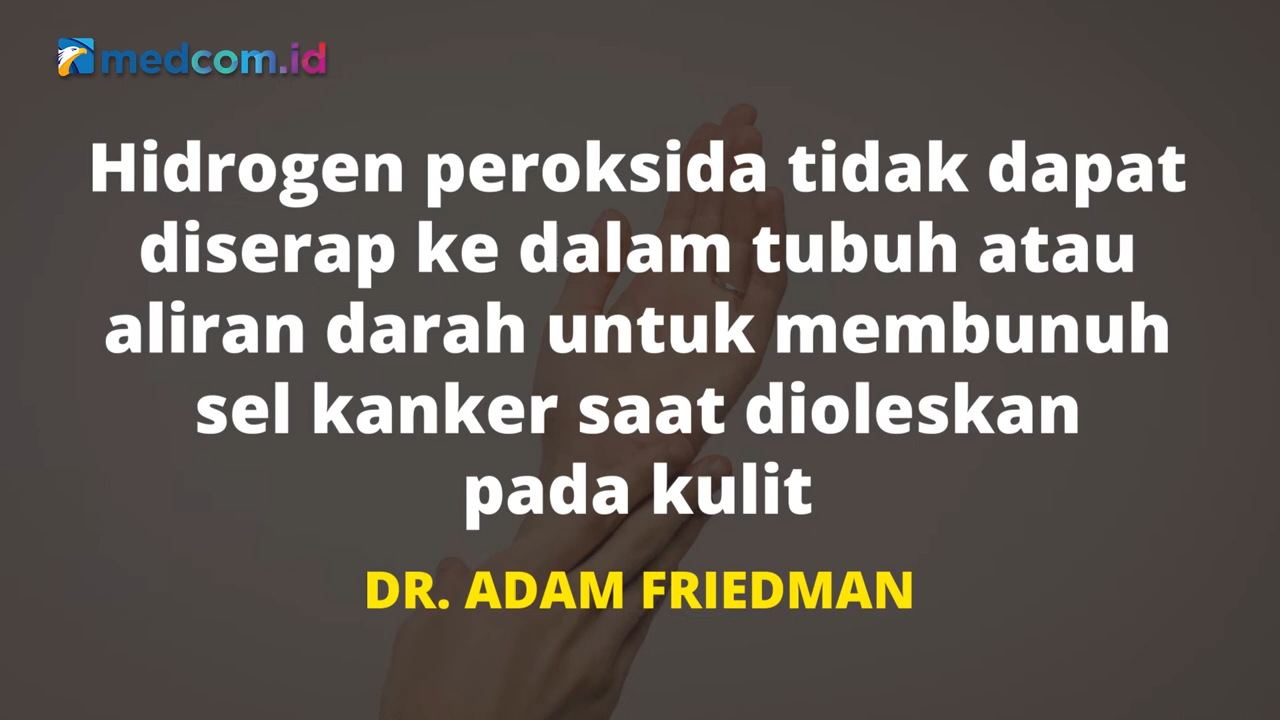 medcom.id
Hidrogen peroksida tidak dapat
diserap ke dalam tubuh atau
aliran darah untuk membunuh
sel kanker saat dioleskan
pada kulit
DR. ADAM FRIEDMAN